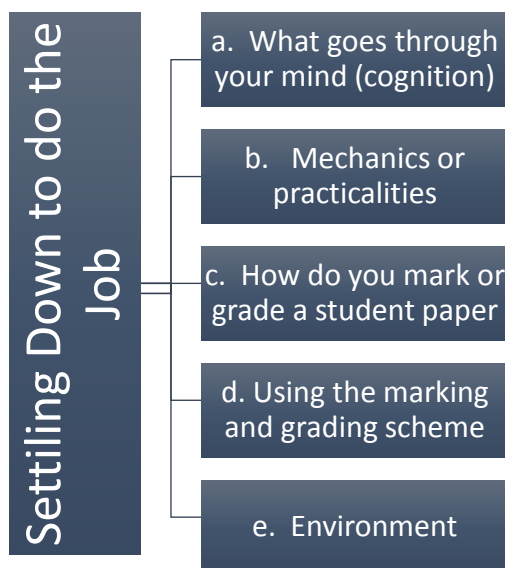 Settiling Down to do the
Job
a. What goes through
your mind (cognition)
b. Mechanics or
practicalities
c. How do you mark or
grade a student paper
d. Using the marking
and grading scheme
e. Environment